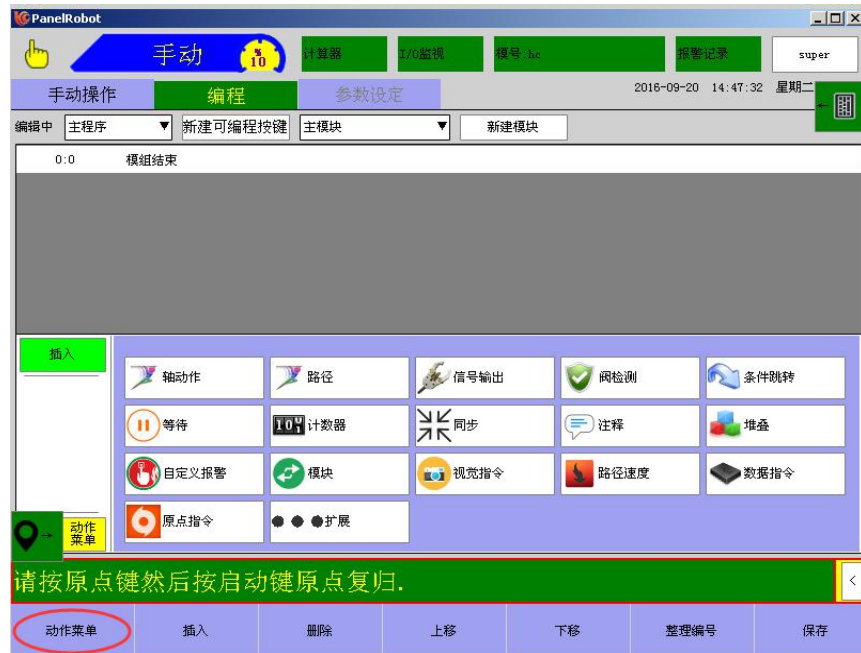 PanelRobot
手动 % 10 计算器 I/O监视 模号:hc 报警记录 super
手动操作 编程 参数设定 2016-09-20 14:47:32 星期二
编辑中 主程序 新建可编程按键 主模块 新建模块
0:0 模组结束
插入
轴动作 路径 信号输出 阀检测 条件跳转
等待 计数器 同步 注释 堆叠
自定义报警 模块 视觉指令 路径速度 数据指令
原点指令 扩展
动作
菜单
请按原点键然后按启动键原点复归.
动作菜单 插入 删除 上移 下移 整理编号 保存